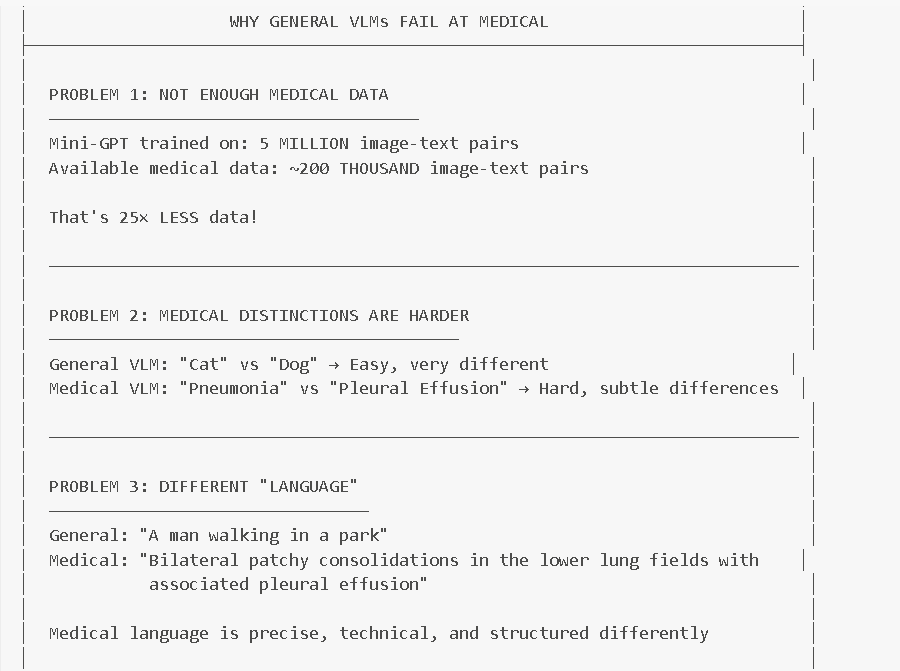 WHY GENERAL VLMs FAIL AT MEDICAL
PROBLEM 1: NOT ENOUGH MEDICAL DATA
Mini-GPT trained on: 5 MILLION image-text pairs
Available medical data: ~200 THOUSAND image-text pairs
That's 25x LESS data!
PROBLEM 2: MEDICAL DISTINCTIONS ARE HARDER
General VLM: "Cat" vs "Dog" → Easy, very different
Medical VLM: "Pneumonia" vs "Pleural Effusion" → Hard, subtle differences
PROBLEM 3: DIFFERENT "LANGUAGE"
General: "A man walking in a park"
Medical: "Bilateral patchy consolidations in the lower lung fields with
associated pleural effusion"
Medical language is precise, technical, and structured differently